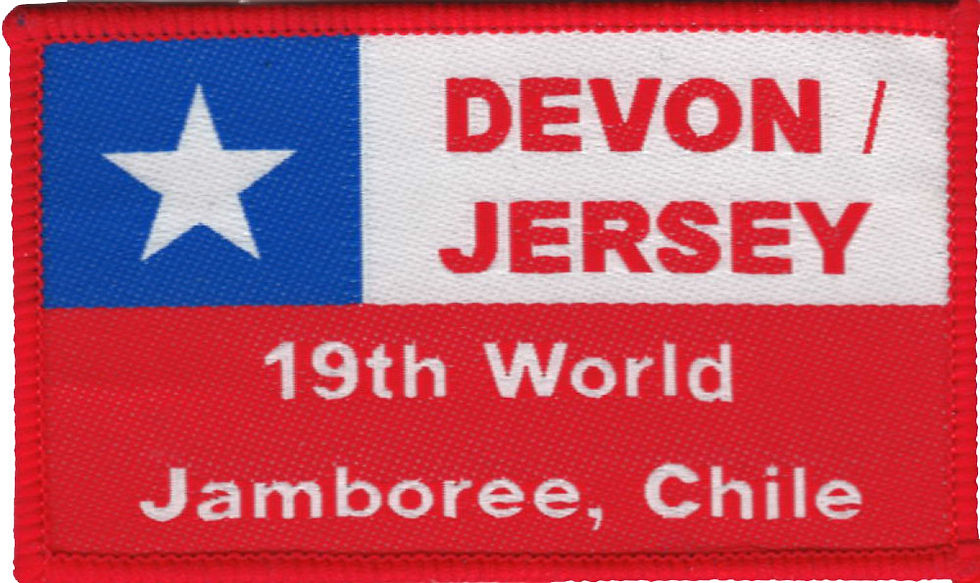 DEVON /
JERSEY
19th World
Jamboree, Chile